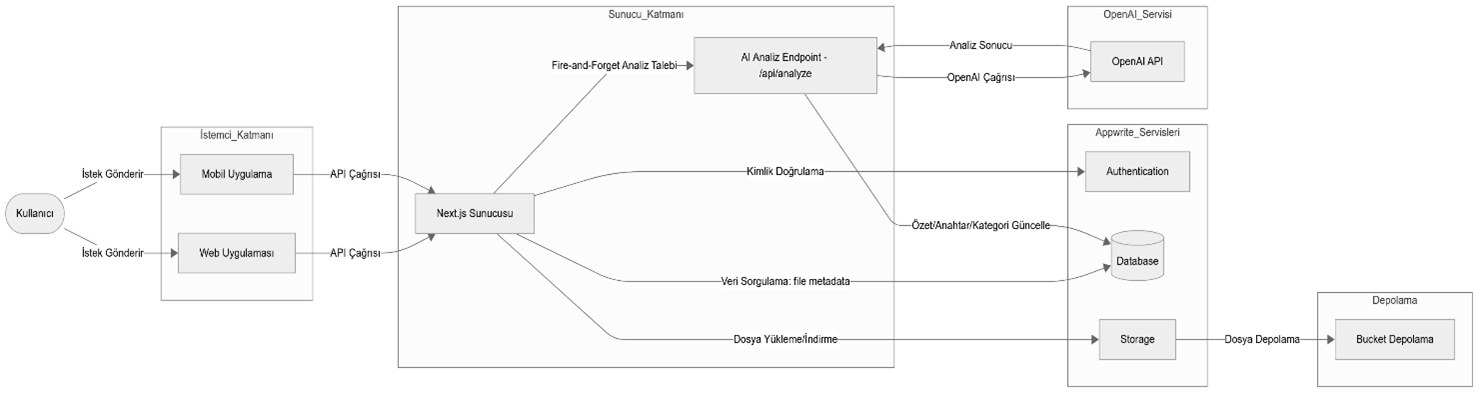 Sunucu_Katmanı
OpenAI_Servisi
AI Analiz Endpoint -
/api/analyze
Fire-and-Forget Analiz Talebi
Analiz Sonucu
OpenAI Çağrısı
OpenAI API
İstemci_Katmanı
Appwrite_Servisleri
İstek Gönderir
Mobil Uygulama
API Çağrısı
Kimlik Doğrulama
Authentication
Kullanıcı
Next.js Sunucusu
Özet/Anahtar/Kategori Güncelle
İstek Gönderir
Web Uygulaması
API Çağrısı
Database
Veri Sorgulama: file metadata
Depolama
Dosya Yükleme/İndirme
Storage
Dosya Depolama
Bucket Depolama